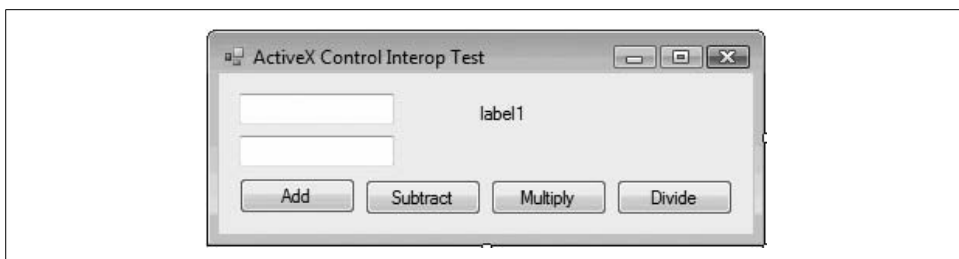 ActiveX Control Interop Test
label1
Add Subtract Multiply Divide